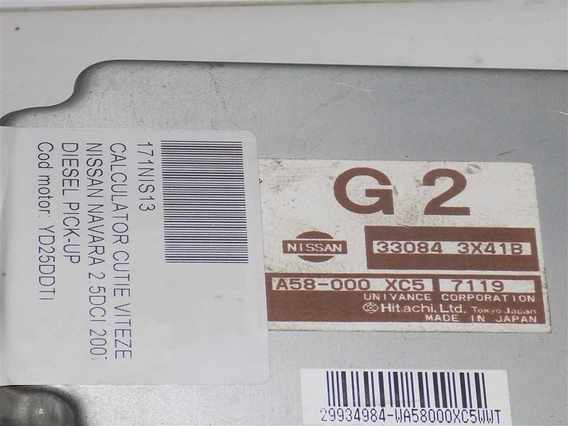 171NIS13
CALCULATOR CUTIE VITEZE
NISSAN NAVARA 2 5DCI 2007
DIESEL PICK-UP
Cod motor: YD25DDTi
G 2
NISSAN
33084 3X41B
A58-000 XC5 7119
UNIVANCE CORPORATION
Hitachi, Ltd. Tokyo Japan
MADE IN JAPAN
29934984-WA58000XC5WWT